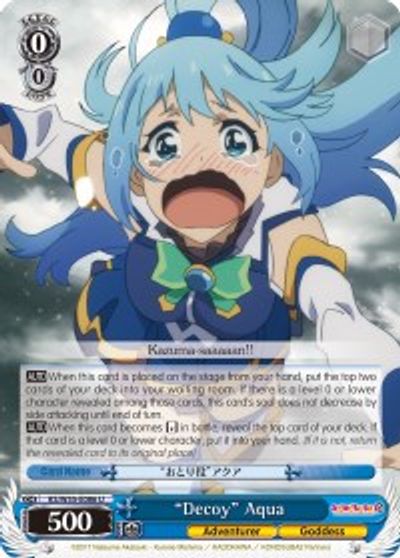 0
0
Kazuma-saaaaan!!
AUTO When this card is placed on the stage from your hand, put the top two
cards of your deck into your waiting room. If there is a level 0 or lower
character revealed among those cards, this card's soul does not decrease by
side attacking until end of turn.
AUTO When this card becomes in battle, reveal the top card of your deck. If
that card is a level 0 or lower character, put it into your hand. (If it is not, return
the revealed card to its original place)
Card Name
"おとり役"アクア
500
"Decoy" Aqua
Adventurer
Goddess